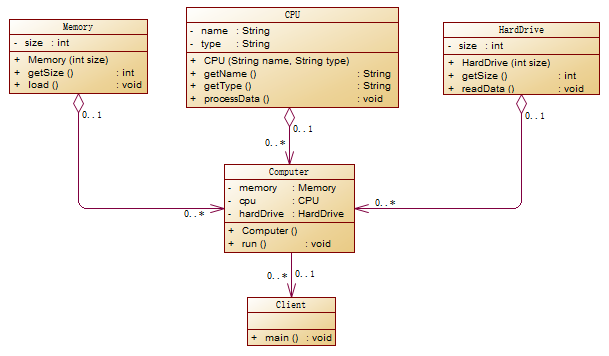 Memory
- size : int
+ Memory (int size)
+ getSize () : int
+ load () : void
CPU
- name : String
- type : String
+ CPU (String name, String type)
+ getName () : String
+ getType () : String
+ processData () : void
HardDrive
- size : int
+ HardDrive (int size)
+ getSize () : int
+ readData () : void
0..1
0..1
0..1
0..*
0..*
0..*
Computer
- memory : Memory
- cpu : CPU
- hardDrive : HardDrive
+ Computer ()
+ run () : void
0..*
0..1
Client
+ main () : void